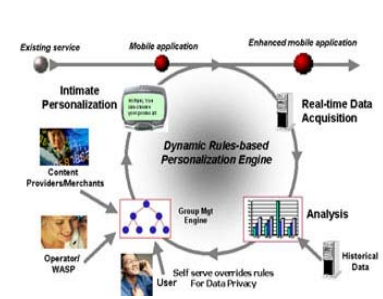 Existing service
Mobile application
Enhanced mobile application
Intimate
Personalization
Real-time Data
Acquisition
Dynamic Rules-based
Personalization Engine
Content
Providers/Merchants
Group Mgt
Engine
Analysis
Operator/
WASP
Historical
Data
User
Self serve overrides rules
For Data Privacy